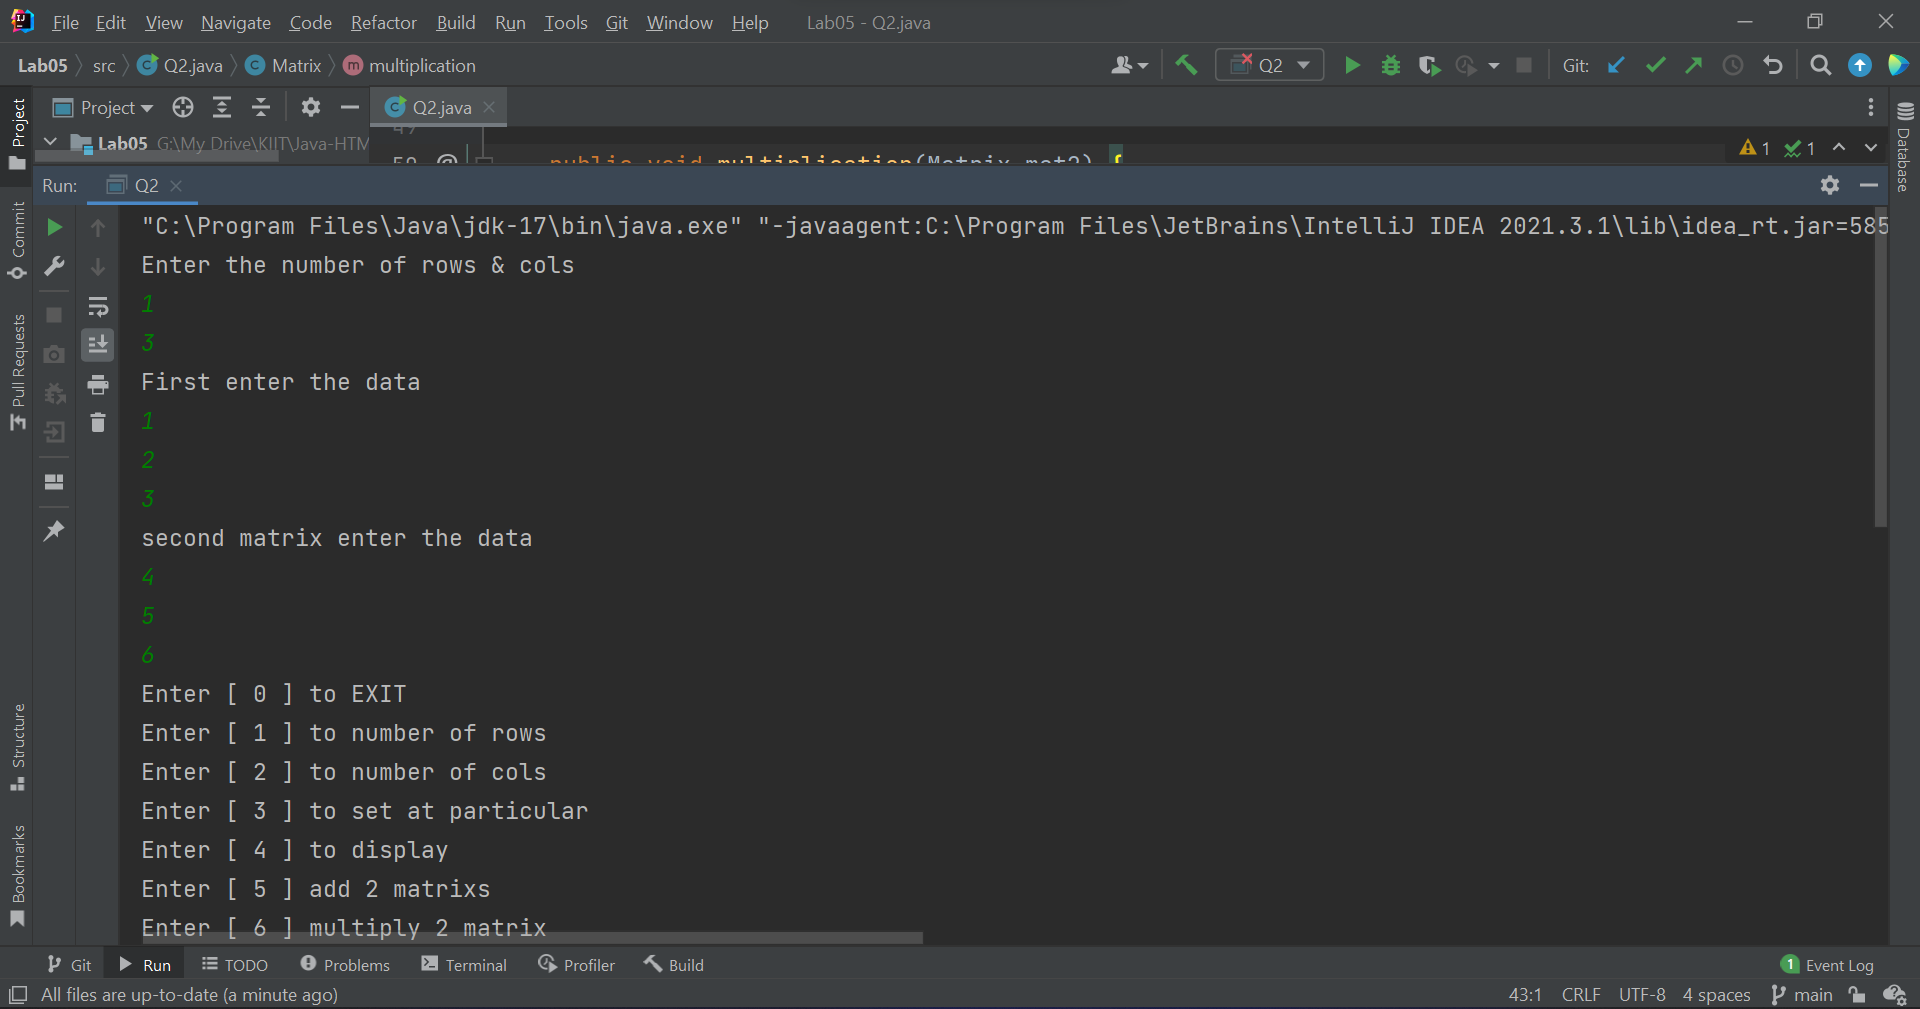 File Edit View Navigate Code Refactor Build Run Tools Git Window Help Lab05 - Q2.java
Lab05 src Q2.java Matrix multiplication Q2 Git:
Project Q2.java
Lab05 G:\My Drive\KIIT\Java-HTM
public void multiplication(Matrix mat2) {
1 1
Run: Q2
"C:\Program Files\Java\jdk-17\bin\java.exe" "-javaagent:C:\Program Files\JetBrains\IntelliJ IDEA 2021.3.1\lib\idea_rt.jar=585
Enter the number of rows & cols
1
3
First enter the data
1
2
3
second matrix enter the data
4
5
6
Enter [ 0 ] to EXIT
Enter [ 1 ] to number of rows
Enter [ 2 ] to number of cols
Enter [ 3 ] to set at particular
Enter [ 4 ] to display
Enter [ 5 ] add 2 matrixs
Enter [ 6 ] multiply 2 matrix
Project
Commit
Pull Requests
Structure
Bookmarks
Database
Git Run TODO Problems Terminal Profiler Build 1 Event Log
All files are up-to-date (a minute ago) 43:1 CRLF UTF-8 4 spaces main